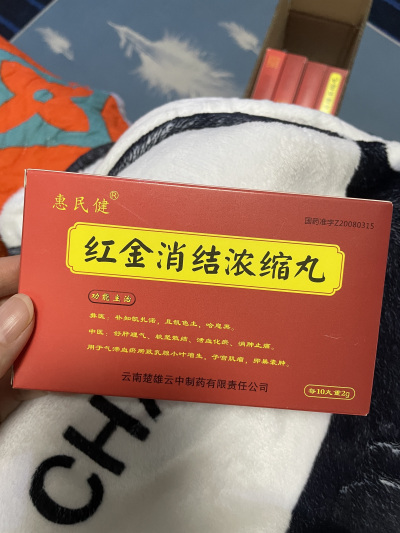 惠民健®
国药准字Z20080315
红金消结浓缩丸
功能主治
彝医：补知凯扎诺，且凯色土，哈息黑。
中医：舒肝理气，软坚散结，活血化瘀，消肿止痛。
用于气滞血瘀所致乳腺小叶增生，子宫肌瘤，卵巢囊肿。
云南楚雄云中制药有限责任公司
每10丸重2g
CHA